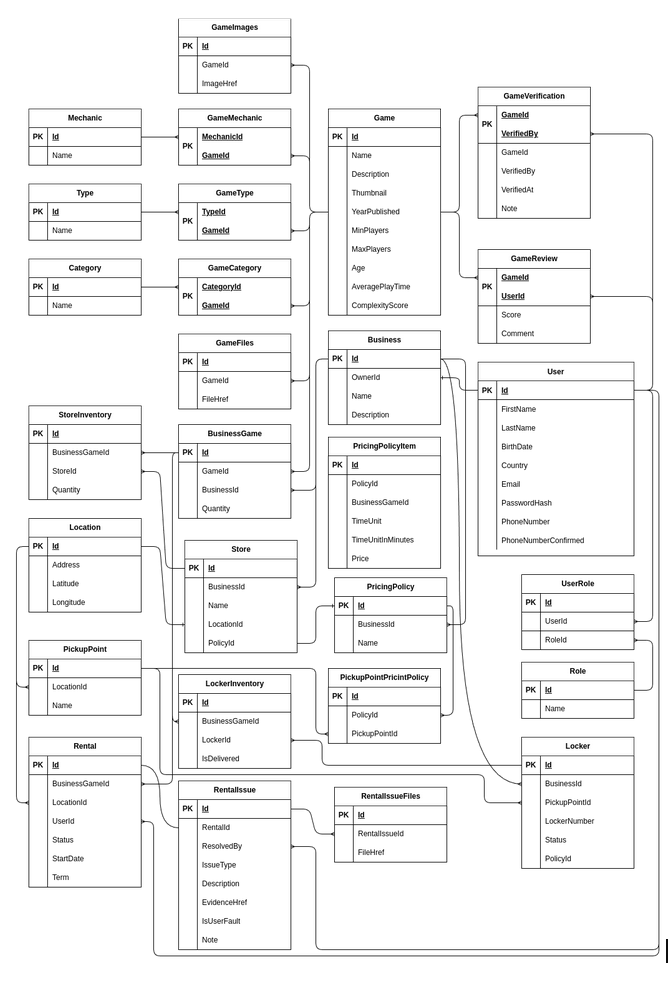 GameImages
PK Id
GameId
ImageHref
Mechanic
PK Id
Name
GameMechanic
PK MechanicId
GameId
Game
PK Id
Name
Description
Thumbnail
YearPublished
MinPlayers
MaxPlayers
Age
AveragePlayTime
ComplexityScore
GameVerification
PK GameId
VerifiedBy
GameId
VerifiedBy
VerifiedAt
Note
Type
PK Id
Name
GameType
PK TypeId
GameId
Category
PK Id
Name
GameCategory
PK CategoryId
GameId
GameReview
PK GameId
UserId
Score
Comment
GameFiles
PK Id
GameId
FileHref
Business
PK Id
OwnerId
Name
Description
User
PK Id
FirstName
LastName
BirthDate
Country
Email
PasswordHash
PhoneNumber
PhoneNumberConfirmed
StoreInventory
PK Id
BusinessGameId
StoreId
Quantity
BusinessGame
PK Id
GameId
BusinessId
Quantity
PricingPolicyItem
PK Id
PolicyId
BusinessGameId
TimeUnit
TimeUnitInMinutes
Price
Location
PK Id
Address
Latitude
Longitude
Store
PK Id
BusinessId
Name
LocationId
PolicyId
PricingPolicy
PK Id
BusinessId
Name
UserRole
PK Id
UserId
RoleId
PickupPoint
PK Id
LocationId
Name
LockerInventory
PK Id
BusinessGameId
LockerId
IsDelivered
PickupPointPricintPolicy
PK Id
PolicyId
PickupPointId
Role
PK Id
Name
Rental
PK Id
BusinessGameId
LocationId
UserId
Status
StartDate
Term
RentalIssue
PK Id
RentalId
ResolvedBy
IssueType
Description
EvidenceHref
IsUserFault
Note
RentalIssueFiles
PK Id
RentalIssueId
FileHref
Locker
PK Id
BusinessId
PickupPointId
LockerNumber
Status
PolicyId